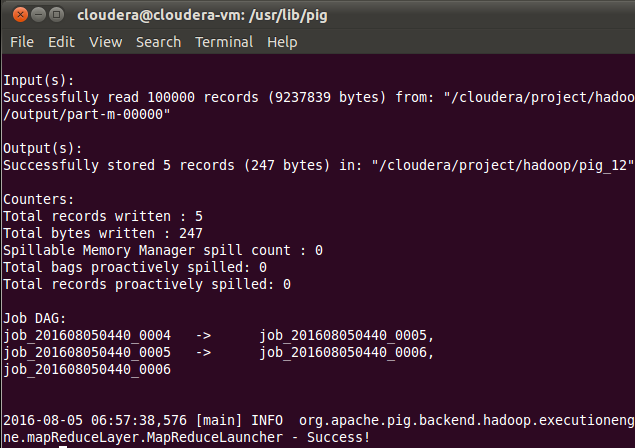 cloudera@cloudera-vm: /usr/lib/pig
File Edit View Search Terminal Help
Input(s):
Successfully read 100000 records (9237839 bytes) from: "/cloudera/project/hadoo
/output/part-m-00000"
Output(s):
Successfully stored 5 records (247 bytes) in: "/cloudera/project/hadoop/pig_12"
Counters:
Total records written : 5
Total bytes written : 247
Spillable Memory Manager spill count : 0
Total bags proactively spilled: 0
Total records proactively spilled: 0
Job DAG:
job_201608050440_0004   ->      job_201608050440_0005,
job_201608050440_0005   ->      job_201608050440_0006,
job_201608050440_0006
2016-08-05 06:57:38,576 [main] INFO  org.apache.pig.backend.hadoop.executioneng
ne.mapReduceLayer.MapReduceLauncher - Success!